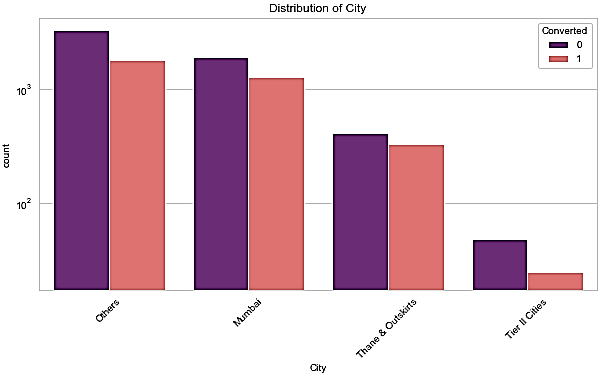 Distribution of City
Converted
0
1
10³
10²
count
Others
Mumbai
Thane & Outskirts
Tier II Cities
City